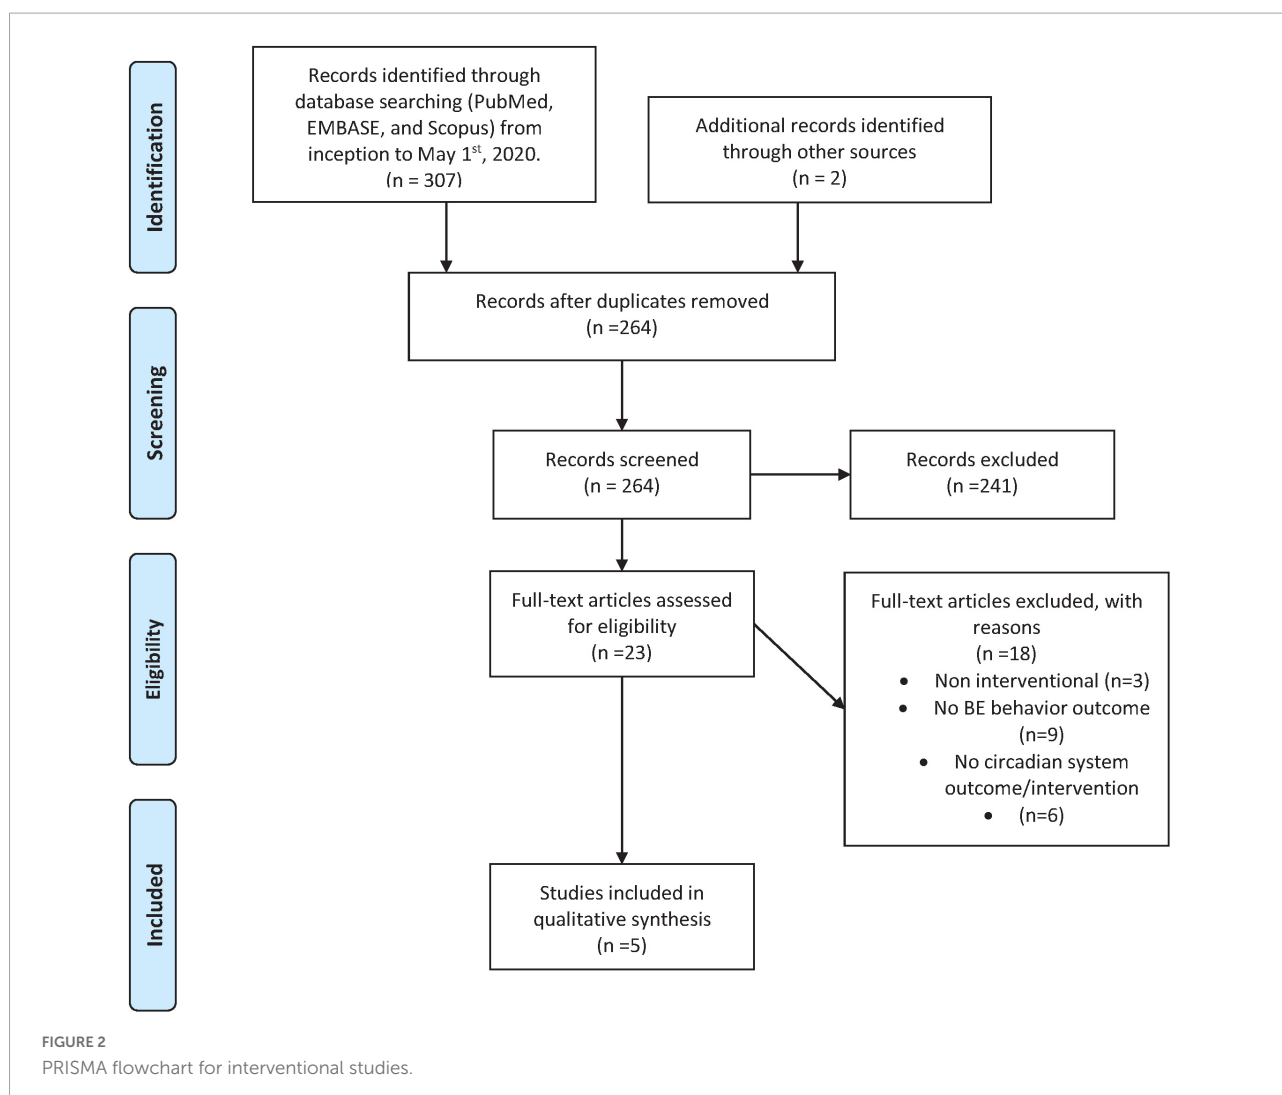 Identification
Records identified through
database searching (PubMed,
EMBASE, and Scopus) from
inception to May 1st, 2020.
(n = 307)
Additional records identified
through other sources
(n = 2)
Records after duplicates removed
(n =264)
Screening
Records screened
(n = 264)
Records excluded
(n =241)
Eligibility
Full-text articles assessed
for eligibility
(n =23)
Full-text articles excluded, with
reasons
(n =18)
• Non interventional (n=3)
• No BE behavior outcome
(n=9)
• No circadian system
outcome/intervention
• (n=6)
Included
Studies included in
qualitative synthesis
(n =5)
FIGURE 2
PRISMA flowchart for interventional studies.